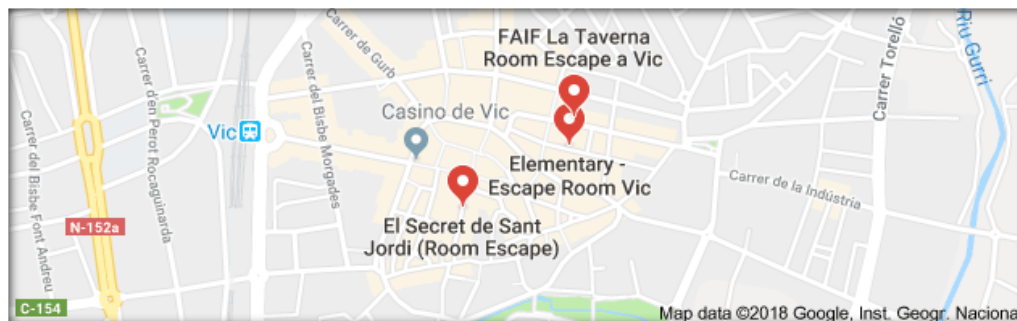 FAIF La Taverna
Room Escape a Vic
Riu Gurri
Carrer Torelló
Carrer de Gurb
Casino de Vic
Carrer d'en Perot Rocaguinarda
Carrer del Bisbe Morgades
Vic
Elementary -
Escape Room Vic
Carrer de la Indústria
Carrer del Bisbe Font Andreu
N-152a
El Secret de Sant
Jordi (Room Escape)
C-154
Map data ©2018 Google, Inst. Geogr. Naciona